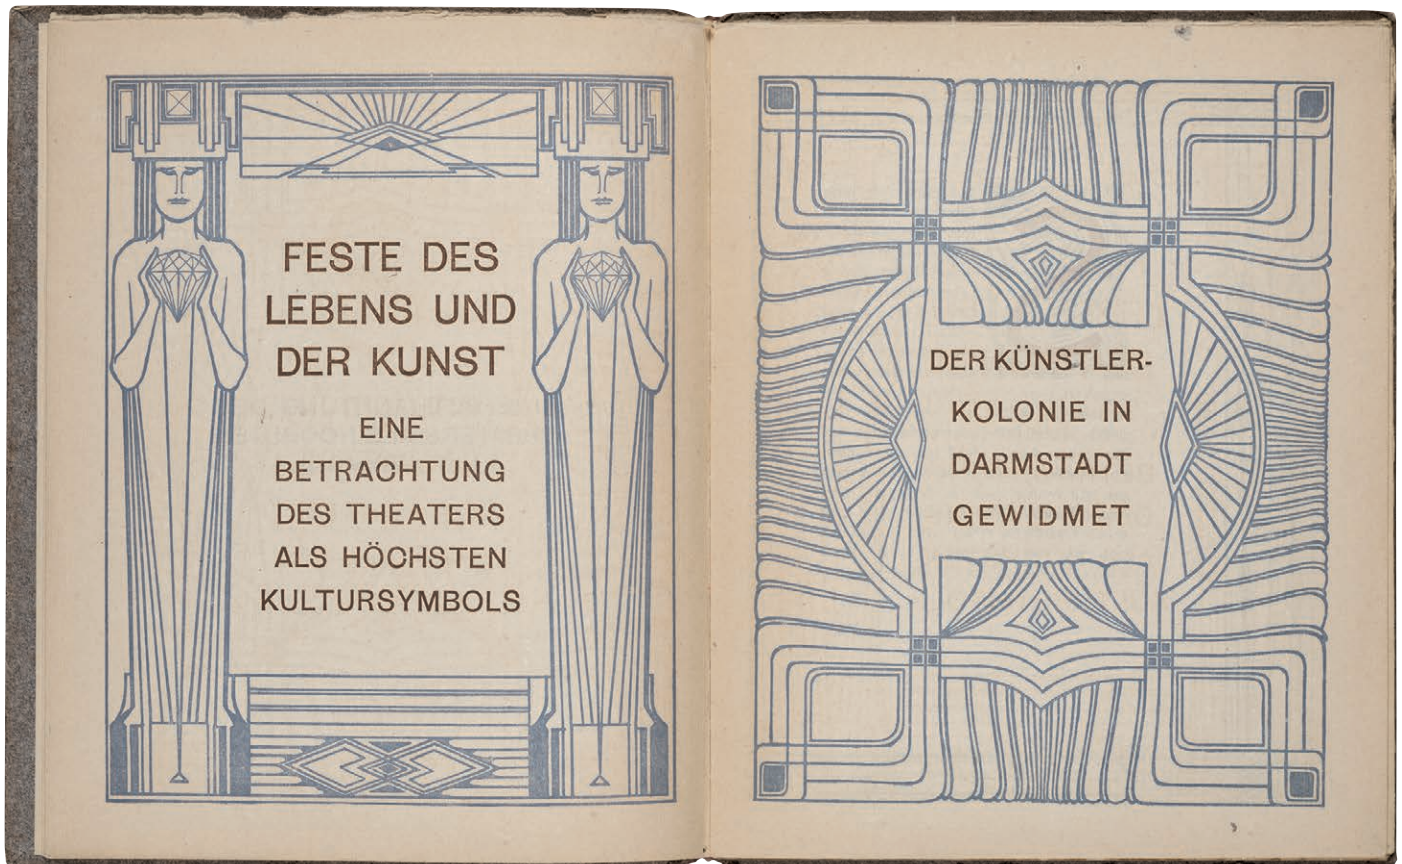 FESTE DES
LEBENS UND
DER KUNST
EINE
BETRACHTUNG
DES THEATERS
ALS HÖCHSTEN
KULTURSYMBOLS
DER KÜNSTLER-
KOLONIE IN
DARMSTADT
GEWIDMET